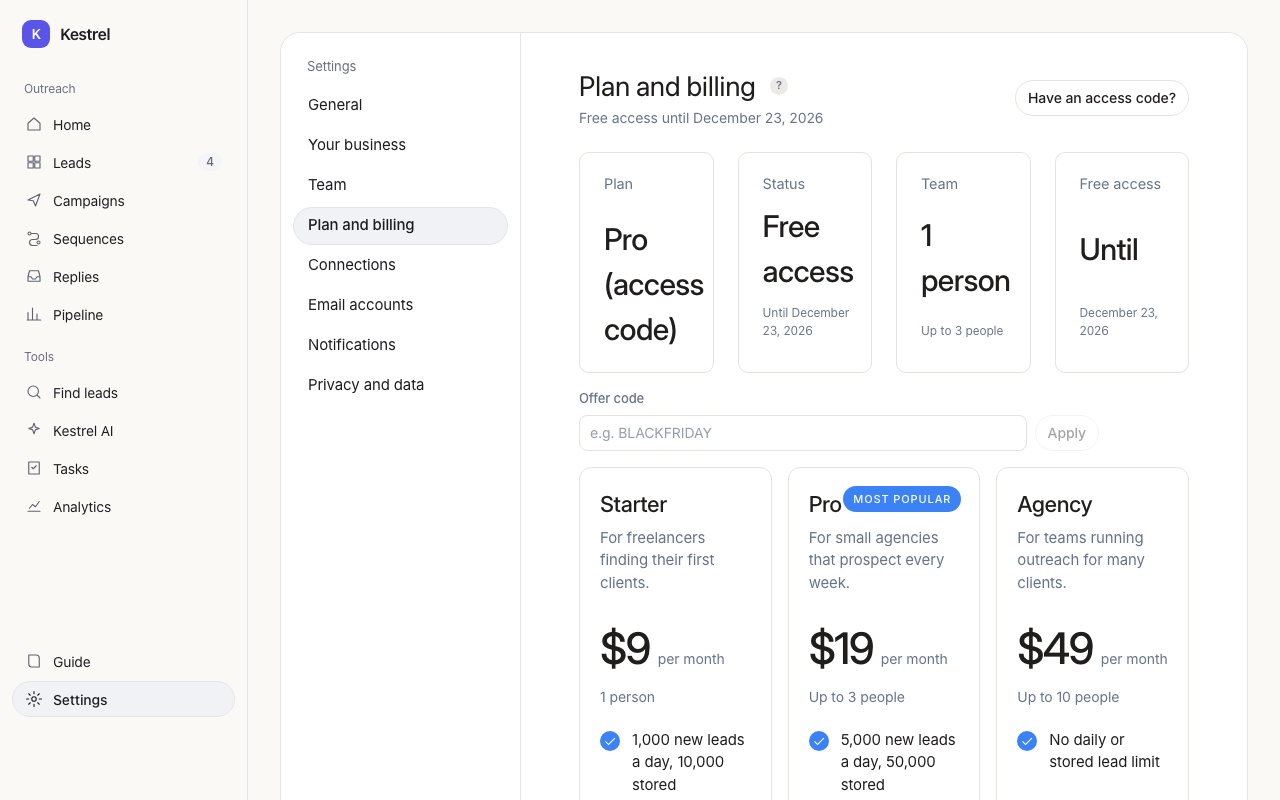 K Kestrel
Outreach
Home
Leads 4
Campaigns
Sequences
Replies
Pipeline
Tools
Find leads
Kestrel AI
Tasks
Analytics
Guide
Settings
Settings
General
Your business
Team
Plan and billing
Connections
Email accounts
Notifications
Privacy and data
Plan and billing ?
Free access until December 23, 2026
Have an access code?
Plan
Pro
(access
code)
Status
Free
access
Until December
23, 2026
Team
1
person
Up to 3 people
Free access
Until
December 23,
2026
Offer code
e.g. BLACKFRIDAY
Apply
Starter
For freelancers
finding their first
clients.
$9 per month
1 person
1,000 new leads
a day, 10,000
stored
Pro MOST POPULAR
For small agencies
that prospect every
week.
$19 per month
Up to 3 people
5,000 new leads
a day, 50,000
stored
Agency
For teams running
outreach for many
clients.
$49 per month
Up to 10 people
No daily or
stored lead limit